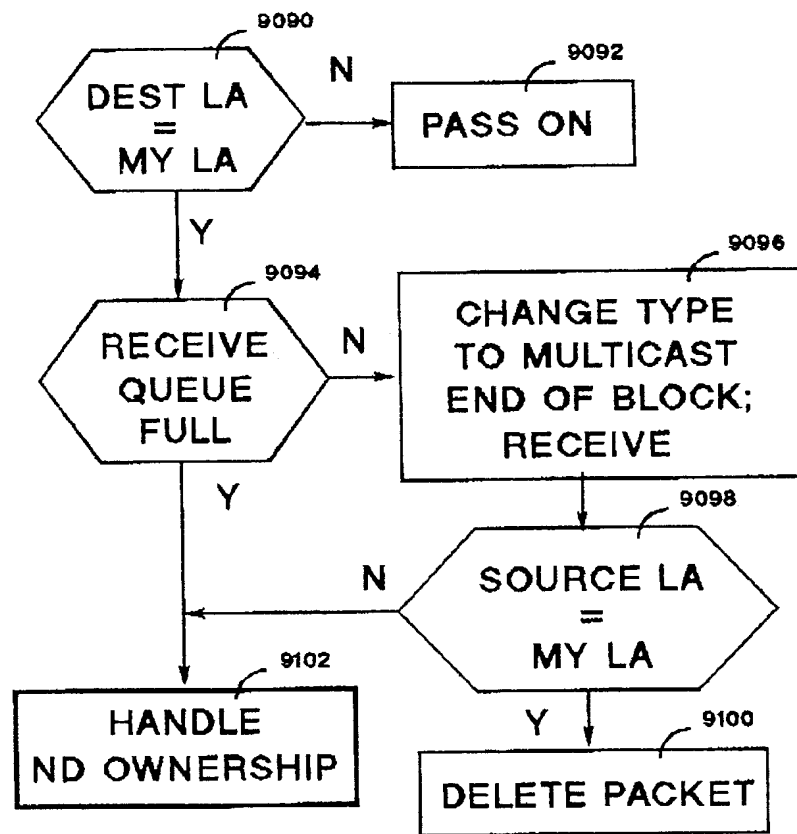 9090
DEST LA
=
MY LA
N
9092
PASS ON
Y
9094
RECEIVE
QUEUE
FULL
N
9096
CHANGE TYPE
TO MULTICAST
END OF BLOCK;
RECEIVE
Y
9098
SOURCE LA
=
MY LA
N
9102
HANDLE
ND OWNERSHIP
Y
9100
DELETE PACKET